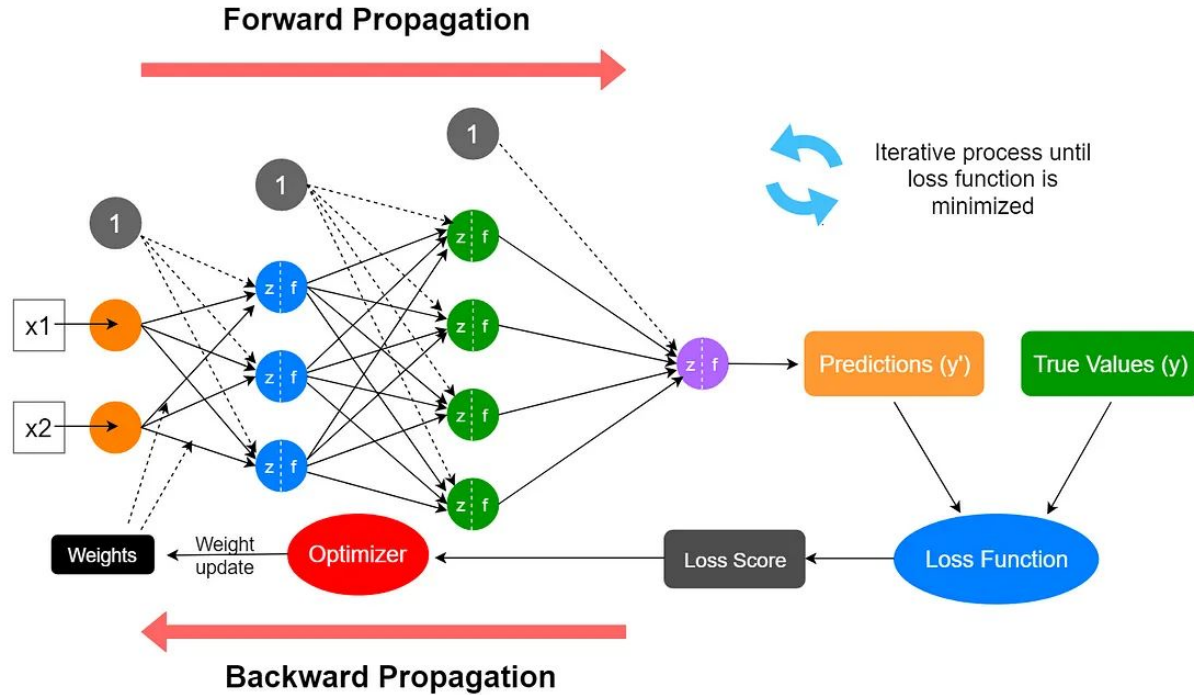 Forward Propagation
1
1
1
Iterative process until
loss function is
minimized
z f
z f
z f
x1
z f
z f
z f
Predictions (y')
True Values (y)
x2
z f
z f
Weights
Weight
update
Optimizer
Loss Score
Loss Function
Backward Propagation